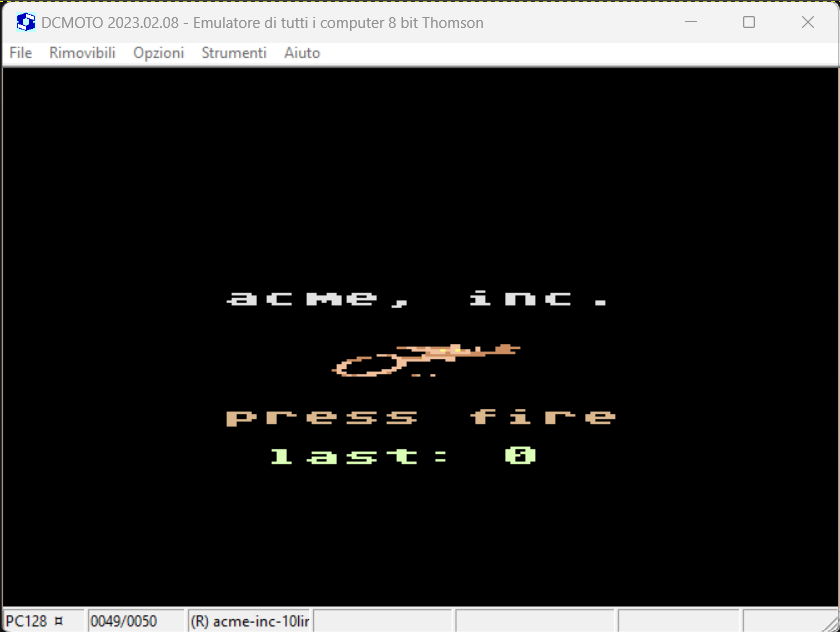 DCMOTO 2023.02.08 - Emulatore di tutti i computer 8 bit Thomson
File Rimovibili Opzioni Strumenti Aiuto
acme, inc.
press fire
last: 0
PC128 ¤ 0049/0050 (R) acme-inc-10lir